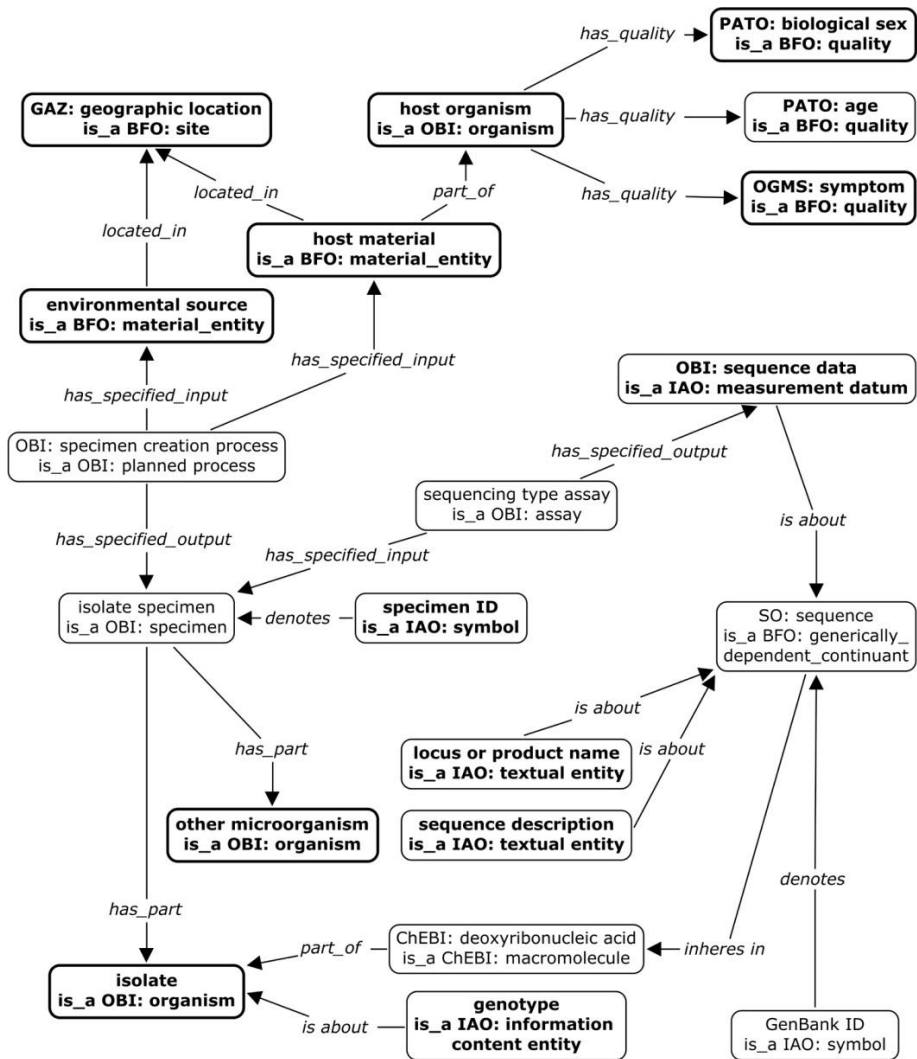 PATO: biological sex
is_a BFO: quality
has_quality
GAZ: geographic location
is_a BFO: site
host organism
is_a OBI: organism
has_quality
PATO: age
is_a BFO: quality
located_in
part_of
has_quality
OGMS: symptom
is_a BFO: quality
located_in
host material
is_a BFO: material_entity
environmental source
is_a BFO: material_entity
has_specified_input
has_specified_input
OBI: sequence data
is_a IAO: measurement datum
OBI: specimen creation process
is_a OBI: planned process
has_specified_output
sequencing type assay
is_a OBI: assay
is about
has_specified_output
has_specified_input
isolate specimen
is_a OBI: specimen
denotes
specimen ID
is_a IAO: symbol
SO: sequence
is_a BFO: generically_
dependent_continuant
is about
has_part
locus or product name
is_a IAO: textual entity
is about
other microorganism
is_a OBI: organism
sequence description
is_a IAO: textual entity
denotes
has_part
part_of
ChEBI: deoxyribonucleic acid
is_a ChEBI: macromolecule
inheres in
isolate
is_a OBI: organism
is about
genotype
is_a IAO: information
content entity
GenBank ID
is_a IAO: symbol